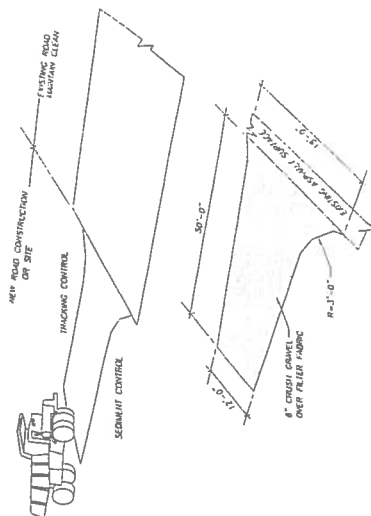 NEW ROAD CONSTRUCTION
OR SITE
EXISTING ROAD
MAINTAIN CLEAN
TRACKING CONTROL
SEDIMENT CONTROL
50'-0"
12'-0"
EXISTING ASPHALT SURFACE
15'-0"
R=3'-0"
8" CRUSH GRAVEL
OVER FILTER FABRIC